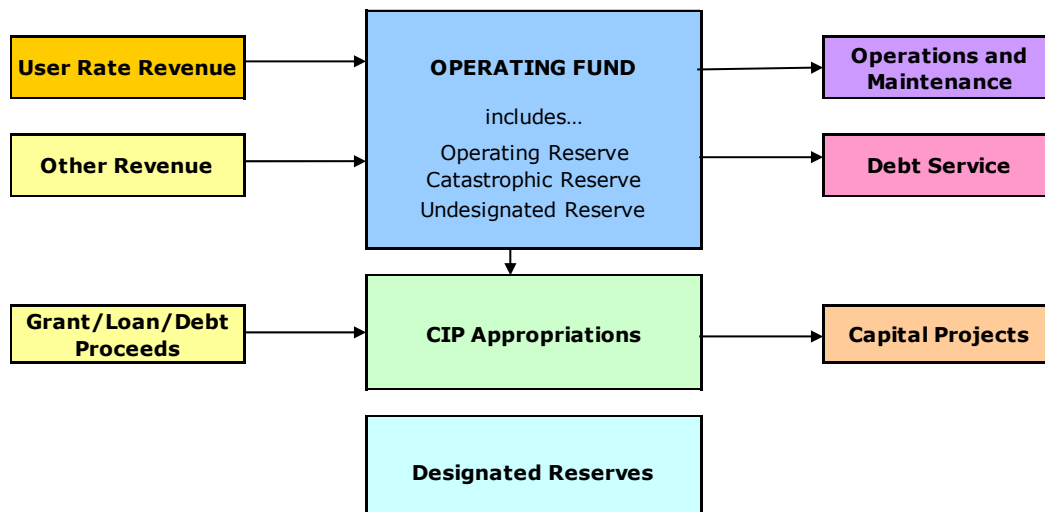 User Rate Revenue
OPERATING FUND
Operations and
Maintenance
includes…
Other Revenue
Operating Reserve
Catastrophic Reserve
Undesignated Reserve
Debt Service
Grant/Loan/Debt
Proceeds
CIP Appropriations
Capital Projects
Designated Reserves